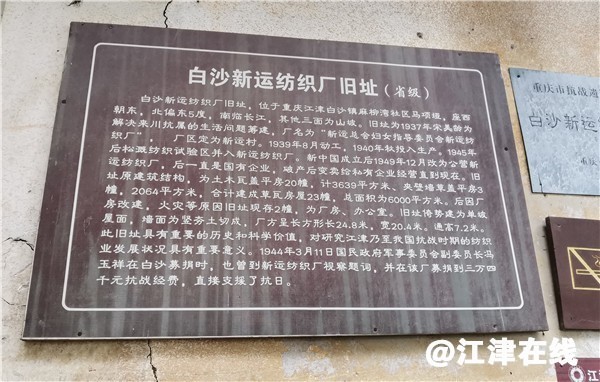 白沙新运纺织厂旧址（省级）
白沙新运纺织厂旧址，位于重庆江津白沙镇麻柳湾社区马项垭，座西
朝东，北偏东5度，南临长江，其他三面为山坡。旧址为1937年宋美龄为
解决来川抗属的生活问题筹建，厂名为“新运总会妇女指导委员会新运纺
织厂”，厂区定为新运村。1939年8月动工，1940年秋投入生产。1945年
后松溉纺织试验区并入新运纺织厂。新中国成立后1949年12月改为公营新
运纺织厂，后一直是国有企业，破产后变卖给私有企业经营直到现在。旧
址原建筑结构，为土木瓦盖平房20幢，计3639平方米、夹壁墙草盖平房3
幢，2064平方米，合计建成草瓦房屋23幢，总面积为6000平方米。后因厂
房改建，火灾等原因旧址现存2幢，为厂房、办公室。旧址倚势建为单破
屋面，墙面为竖夯土切成，厂方呈长方形长24.8米，宽20.4米。通高7.2米。
此旧址具有重要的历史和科学价值，对研究江津乃至我国抗战时期的纺织
业发展状况具有重要意义。1944年3月11日国民政府军事委员会副委员长冯
玉祥在白沙募捐时，也曾到新运纺织厂视察题词，并在该厂募捐到三万四
千元抗战经费，直接支援了抗日。
重庆市抗战遗
白沙新运
重庆
江
@江津在线